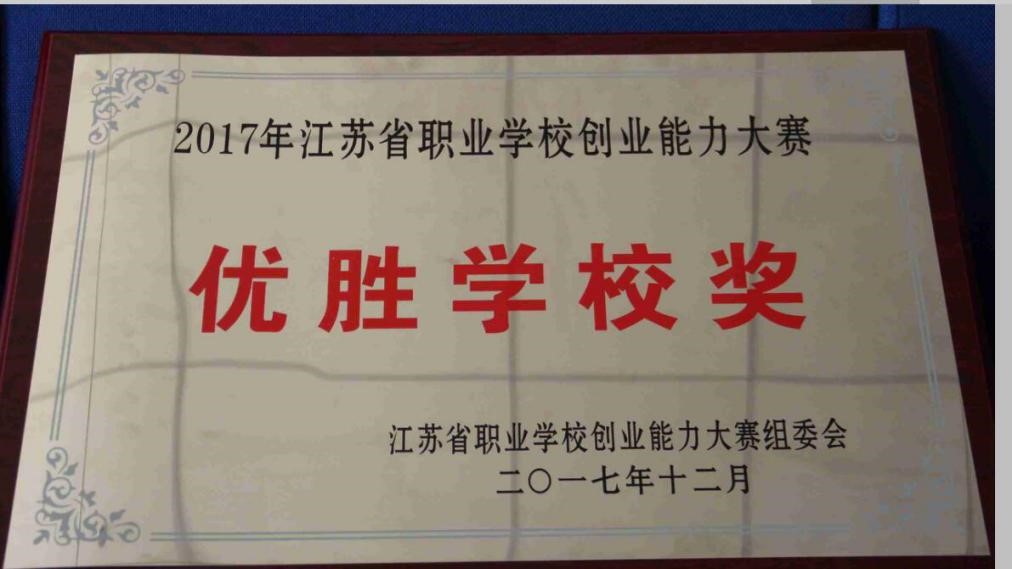 2017年江苏省职业学校创业能力大赛
优胜学校奖
江苏省职业学校创业能力大赛组委会
二〇一七年十二月